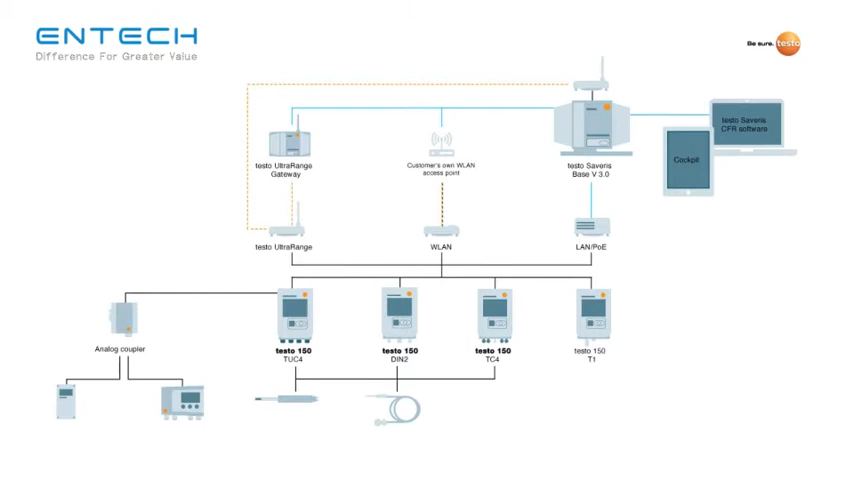 ENTECH
Difference For Greater Value
Be sure. testo
testo Saveris
CFR software
Cockpit
testo UltraRange
Gateway
Customer's own WLAN
access point
testo Saveris
Base V 3.0
testo UltraRange
WLAN
LAN/PoE
Analog coupler
testo 150
TUC4
testo 150
DIN2
testo 150
TC4
testo 150
T1